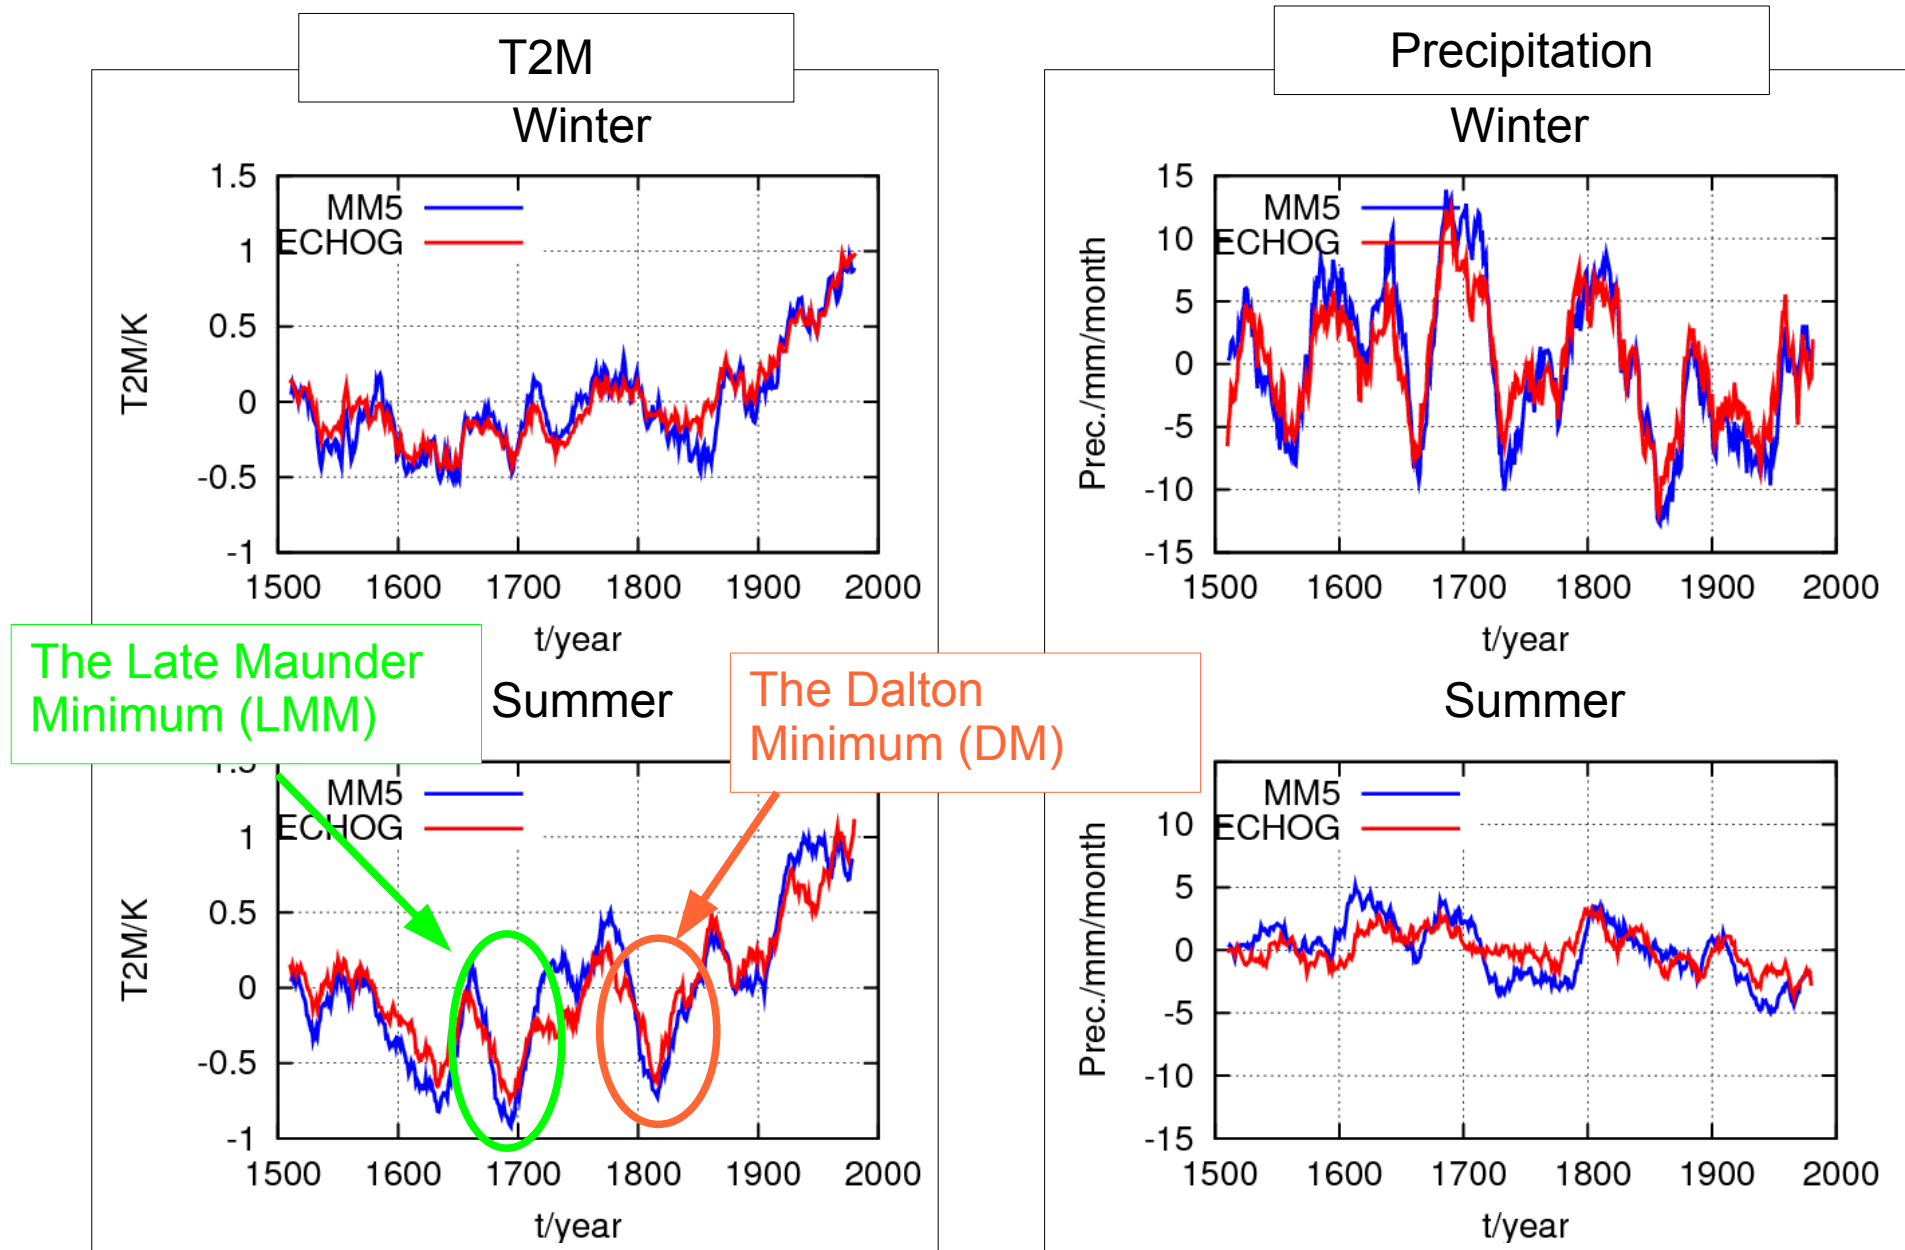 T2M
Winter
1.5
1
0.5
0
-0.5
-1
T2M/K
MM5
ECHOG
1500 1600 1700 1800 1900 2000
t/year
Precipitation
Winter
15
10
5
0
-5
-10
-15
Prec./mm/month
MM5
ECHOG
1500 1600 1700 1800 1900 2000
t/year
The Late Maunder
Minimum (LMM)
Summer
The Dalton
Minimum (DM)
1.5
1
0.5
0
-0.5
-1
T2M/K
MM5
ECHOG
1500 1600 1700 1800 1900 2000
t/year
Summer
10
5
0
-5
-10
-15
Prec./mm/month
MM5
ECHOG
1500 1600 1700 1800 1900 2000
t/year